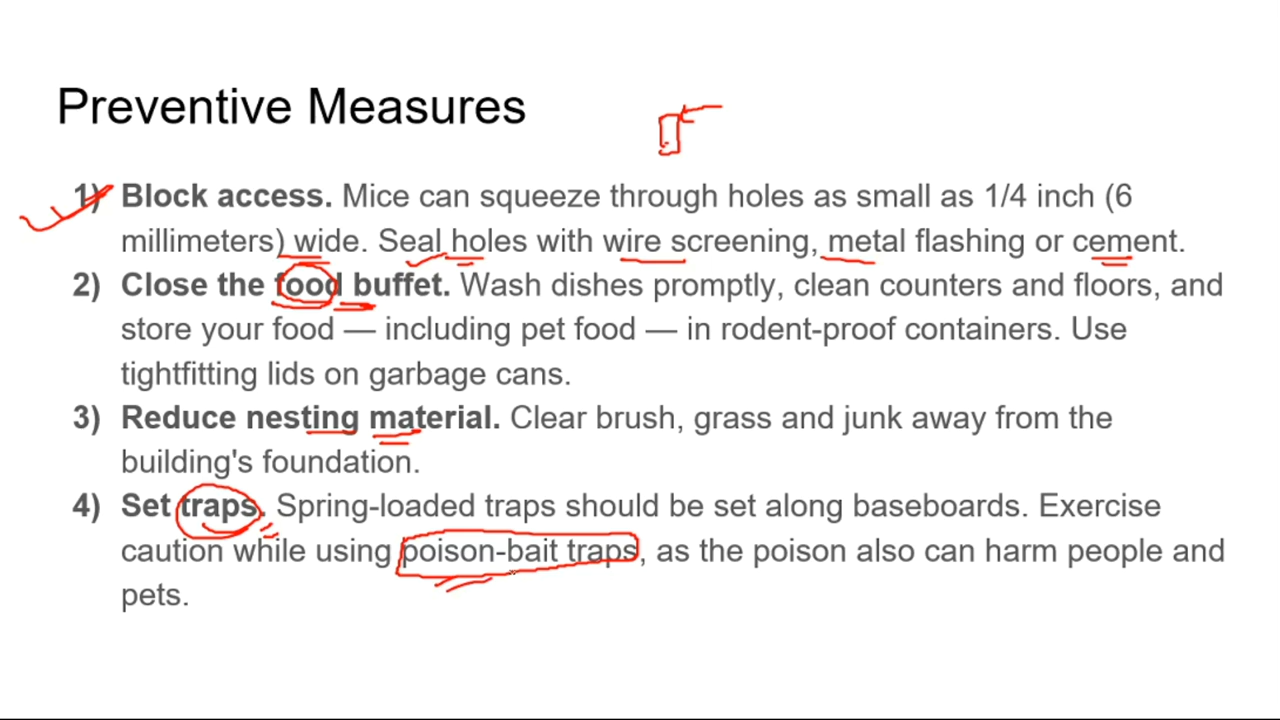 Preventive Measures
1) Block access. Mice can squeeze through holes as small as 1/4 inch (6
millimeters) wide. Seal holes with wire screening, metal flashing or cement.
2) Close the food buffet. Wash dishes promptly, clean counters and floors, and
store your food — including pet food — in rodent-proof containers. Use
tightfitting lids on garbage cans.
3) Reduce nesting material. Clear brush, grass and junk away from the
building's foundation.
4) Set traps. Spring-loaded traps should be set along baseboards. Exercise
caution while using poison-bait traps, as the poison also can harm people and
pets.